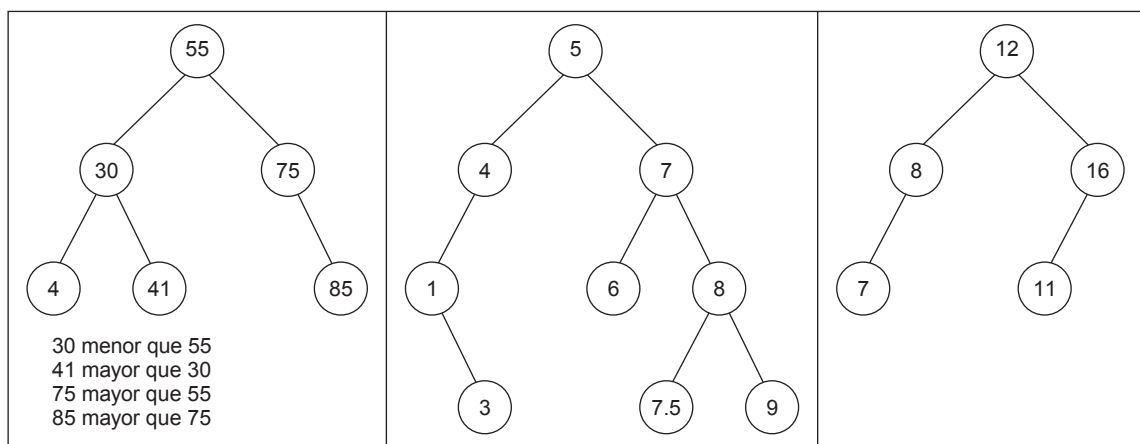 55
30 75
4 41 85
30 menor que 55
41 mayor que 30
75 mayor que 55
85 mayor que 75
5
4 7
1 6 8
3 7.5 9
12
8 16
7 11